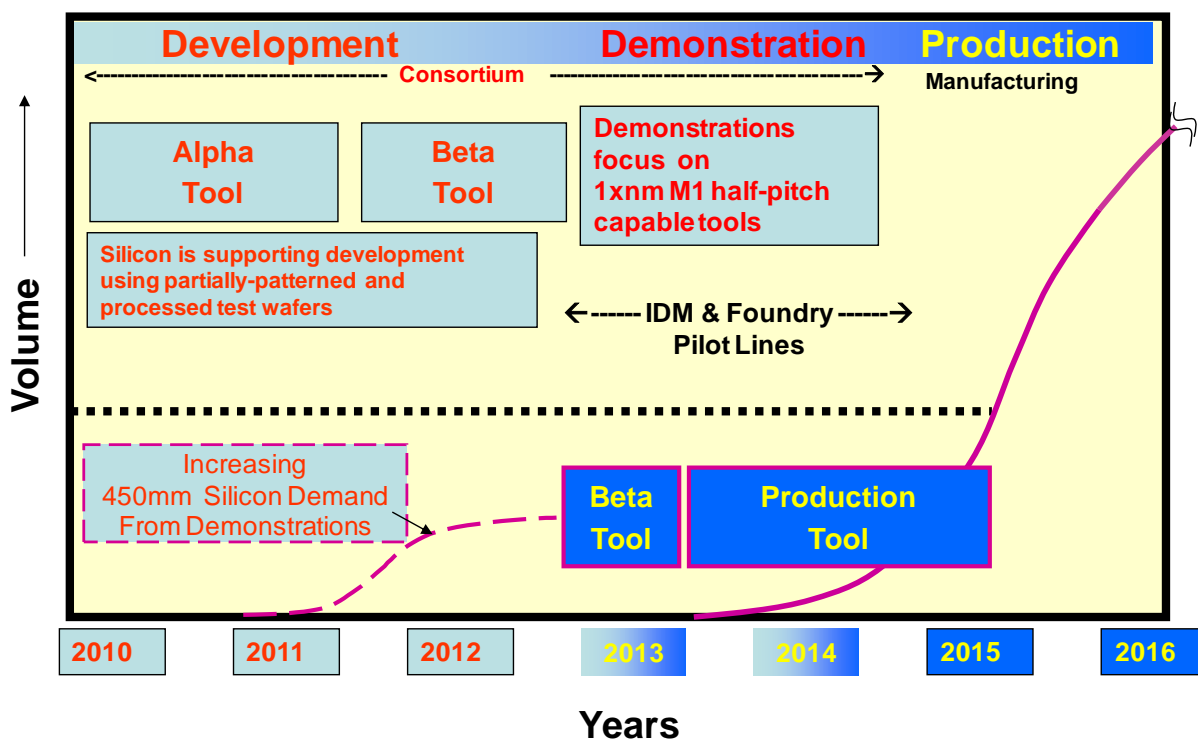 Development Demonstration Production
<-------------------------------- Consortium ---------------------------------->
Manufacturing
Alpha
Tool
Beta
Tool
Demonstrations
focus on
1xnm M1 half-pitch
capable tools
Silicon is supporting development
using partially-patterned and
processed test wafers
<------ IDM & Foundry ------>
Pilot Lines
Volume
Increasing
450mm Silicon Demand
From Demonstrations
Beta
Tool
Production
Tool
2010 2011 2012 2013 2014 2015 2016
Years